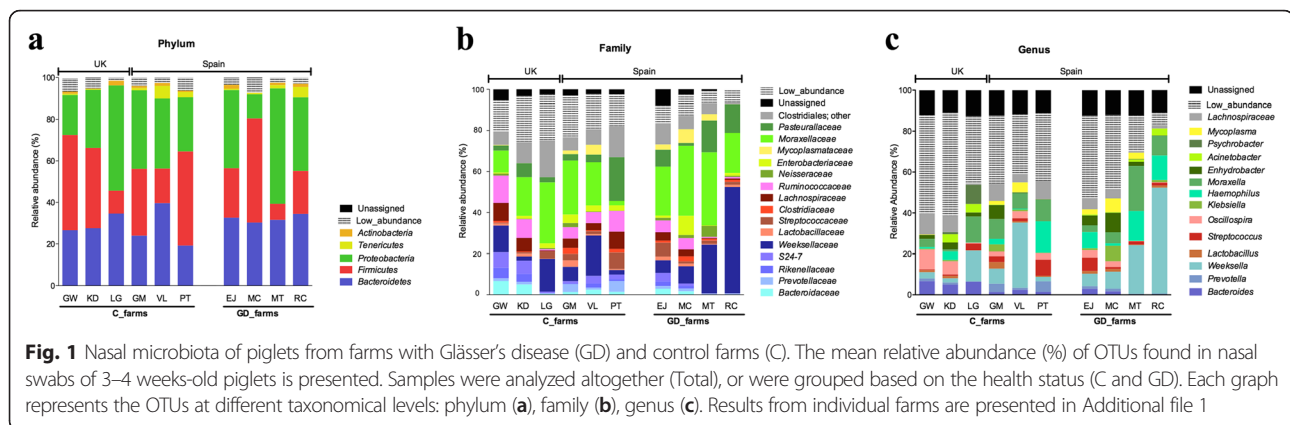 a
Phylum
UK
Spain
Relative abundance (%)
100
80
60
40
20
0
GW KD LG GM VL PT EJ MC MT RC
C_farms
GD_farms
Unassigned
Low_abundance
Actinobacteria
Tenericutes
Proteobacteria
Firmicutes
Bacteroidetes
b
Family
UK
Spain
Relative abundance (%)
100
80
60
40
20
0
GW KD LG GM VL PT EJ MC MT RC
C_farms
GD_farms
Low_abundance
Unassigned
Clostridiales; other
Pasteurallaceae
Moraxellaceae
Mycoplasmataceae
Enterobacteriaceae
Neisseraceae
Ruminococcaceae
Lachnospiraceae
Clostridiaceae
Streptococcaceae
Lactobacillaceae
Weeksellaceae
S24-7
Rikenellaceae
Prevotellaceae
Bacteroidaceae
c
Genus
UK
Spain
Relative abundance (%)
100
80
60
40
20
0
GW KD LG GM VL PT EJ MC MT RC
C_farms
GD_farms
Unassigned
Low_abundance
Lachnospiraceae
Mycoplasma
Psychrobacter
Acinetobacter
Enhydrobacter
Moraxella
Haemophilus
Klebsiella
Oscillospira
Streptococcus
Lactobacillus
Weeksella
Prevotella
Bacteroides
Fig. 1 Nasal microbiota of piglets from farms with Glässer's disease (GD) and control farms (C). The mean relative abundance (%) of OTUs found in nasal
swabs of 3–4 weeks-old piglets is presented. Samples were analyzed altogether (Total), or were grouped based on the health status (C and GD). Each graph
represents the OTUs at different taxonomical levels: phylum (a), family (b), genus (c). Results from individual farms are presented in Additional file 1